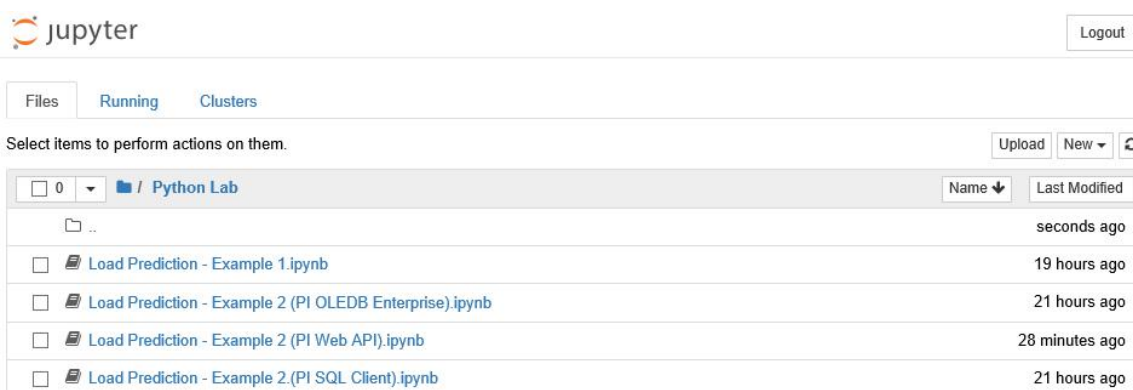 jupyter
Logout
Files Running Clusters
Select items to perform actions on them.
Upload New
0 / Python Lab Name Last Modified
.. seconds ago
Load Prediction - Example 1.ipynb 19 hours ago
Load Prediction - Example 2 (PI OLEDB Enterprise).ipynb 21 hours ago
Load Prediction - Example 2 (PI Web API).ipynb 28 minutes ago
Load Prediction - Example 2.(PI SQL Client).ipynb 21 hours ago